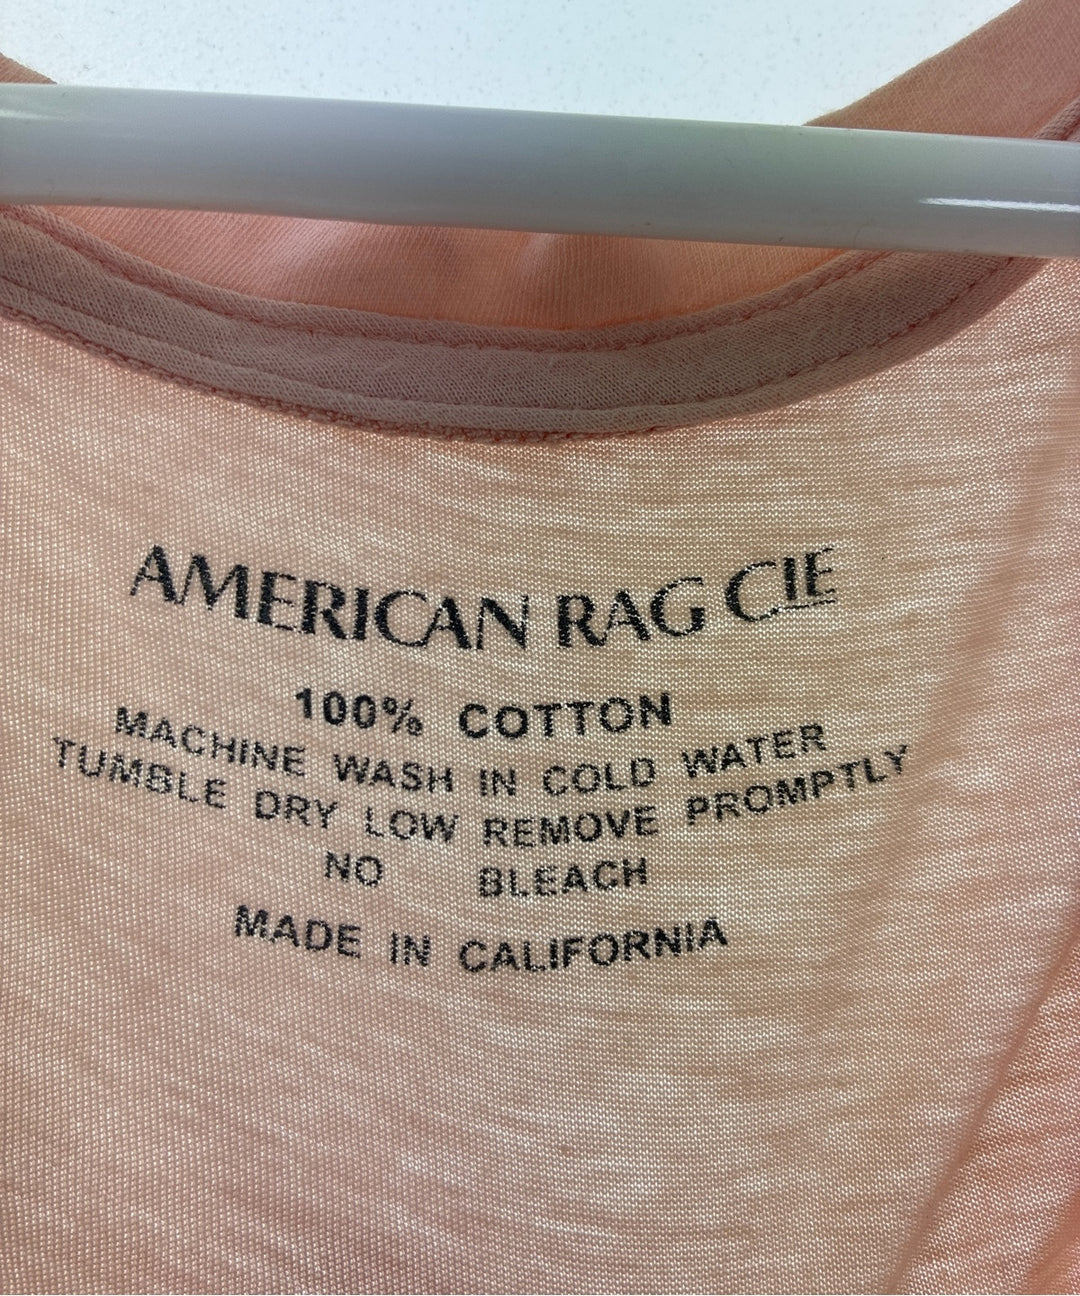 AMERICAN RAG CIE
100% COTTON
MACHINE WASH IN COLD WATER
TUMBLE DRY LOW REMOVE PROMPTLY
NO BLEACH
MADE IN CALIFORNIA